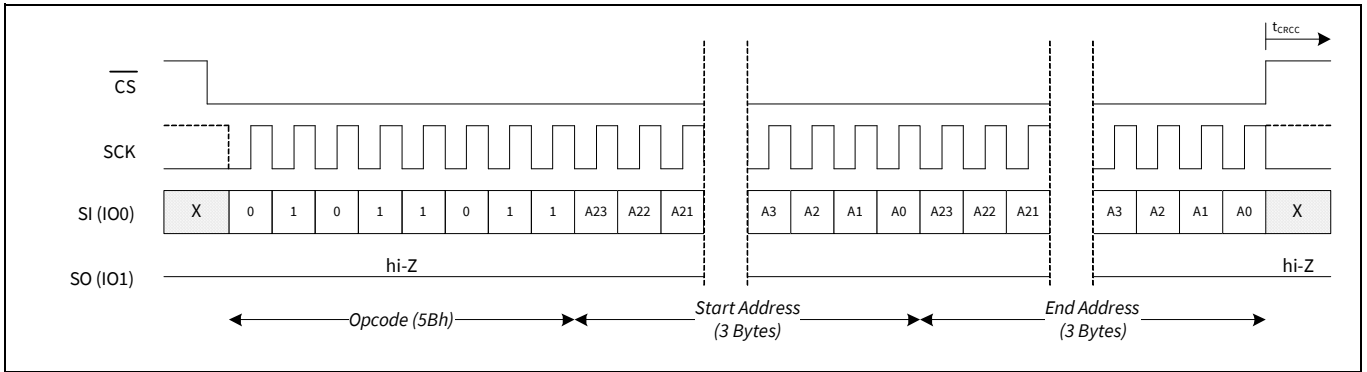 tCRCC
CS
SCK
SI (IO0) X 0 1 0 1 1 0 1 1 A23 A22 A21 A3 A2 A1 A0 A23 A22 A21 A3 A2 A1 A0 X
SO (IO1) hi-Z hi-Z
Opcode (5Bh) Start Address (3 Bytes) End Address (3 Bytes)